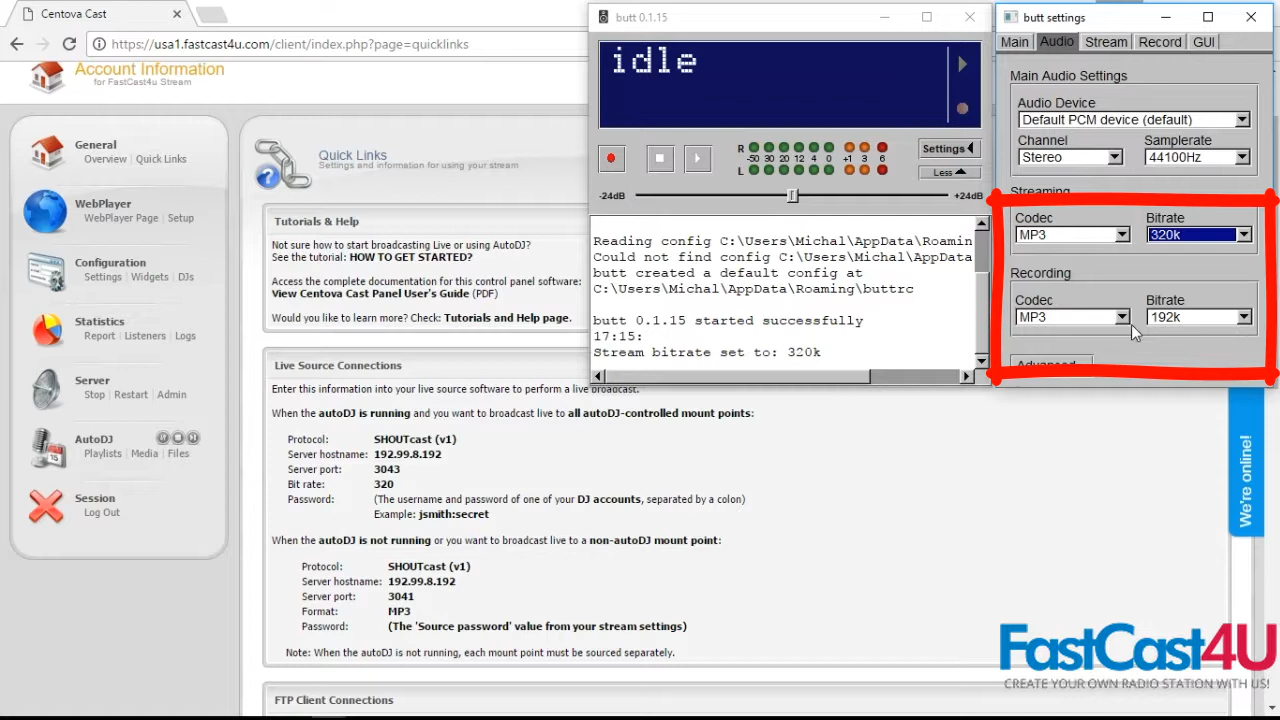 Centova Cast
https://usa1.fastcast4u.com/client/index.php?page=quicklinks
Account Information
for FastCast4u Stream
General
Overview Quick Links
WebPlayer
WebPlayer Page Setup
Configuration
Settings Widgets DJs
Statistics
Report Listeners Logs
Server
Stop Restart Admin
AutoDJ
Playlists Media Files
Session
Log Out
Quick Links
Settings and information for using your stream
Tutorials & Help
Not sure how to start broadcasting Live or using AutoDJ?
See the tutorial: HOW TO GET STARTED?
Access the complete documentation for this control panel software:
View Centova Cast Panel User's Guide (PDF)
Would you like to learn more? Check: Tutorials and Help page.
Live Source Connections
Enter this information into your live source software to perform a live broadcast.
When the autoDJ is running and you want to broadcast live to all autoDJ-controlled mount points:
Protocol: SHOUTcast (v1)
Server hostname: 192.99.8.192
Server port: 3043
Bit rate: 320
Password: (The username and password of one of your DJ accounts, separated by a colon)
Example: jsmith:secret
When the autoDJ is not running or you want to broadcast live to a non-autoDJ mount point:
Protocol: SHOUTcast (v1)
Server hostname: 192.99.8.192
Server port: 3041
Format: MP3
Password: (The 'Source password' value from your stream settings)
Note: When the autoDJ is not running, each mount point must be sourced separately.
FTP Client Connections
butt 0.1.15
idle
R
-50 30 20 12 4 0 +1 3 6
L
Settings
Less
-24dB +24dB
Reading config C:\Users\Michal\AppData\Roamin
Could not find config C:\Users\Michal\AppData
butt created a default config at
C:\Users\Michal\AppData\Roaming\buttrc
butt 0.1.15 started successfully
17:15:
Stream bitrate set to: 320k
butt settings
Main Audio Stream Record GUI
Main Audio Settings
Audio Device
Default PCM device (default)
Channel Samplerate
Stereo 44100Hz
Streaming
Codec Bitrate
MP3 320k
Recording
Codec Bitrate
MP3 192k
Advanced
We're online!
FastCast4U
CREATE YOUR OWN RADIO STATION WITH US!